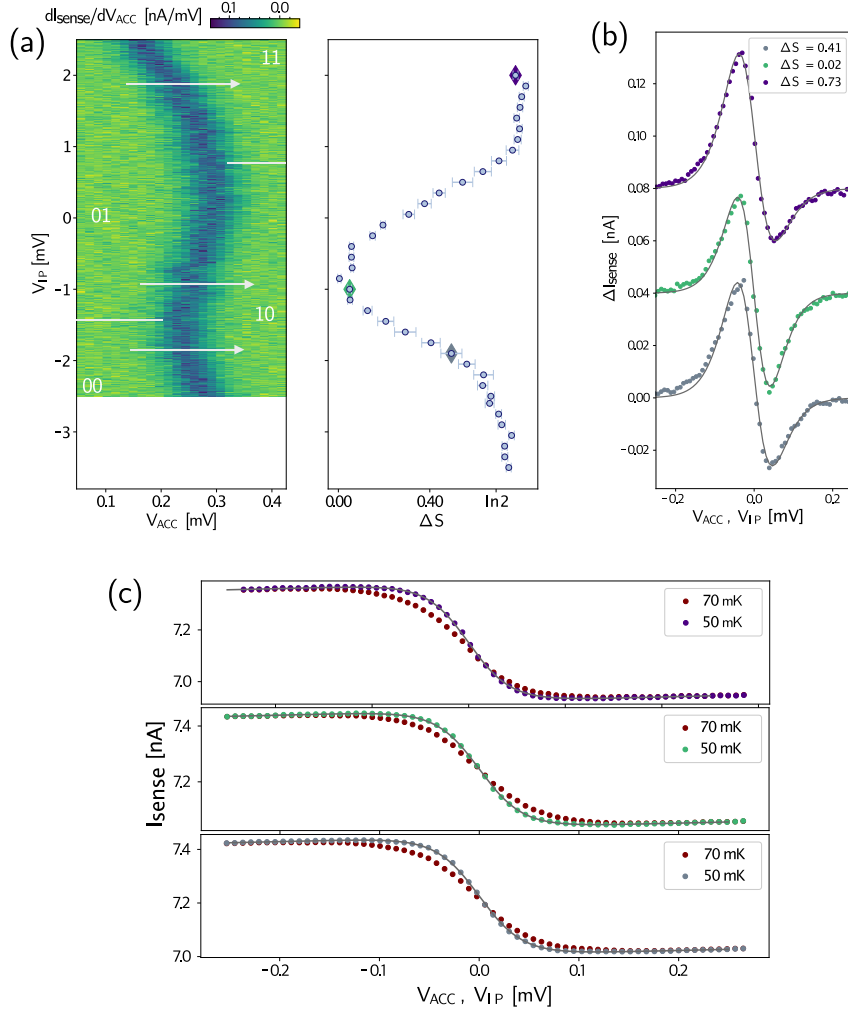 dIsense/dVACC [nA/mV]
0.1 0.0
(a)
(b)
11
01
10
00
2
1
0
−1
−2
−3
VIP [mV]
0.1 0.2 0.3 0.4
VACC [mV]
0.00 0.40 ln2
ΔS
ΔS = 0.41
ΔS = 0.02
ΔS = 0.73
0.12
0.10
0.08
0.06
0.04
0.02
0.00
−0.02
ΔIsense [nA]
−0.2 0.0 0.2
VACC , VIP [mV]
(c)
70 mK
50 mK
7.2
7.0
70 mK
50 mK
7.4
7.2
70 mK
50 mK
7.4
7.2
7.0
Isense [nA]
−0.2 −0.1 0.0 0.1 0.2
VACC , VIP [mV]